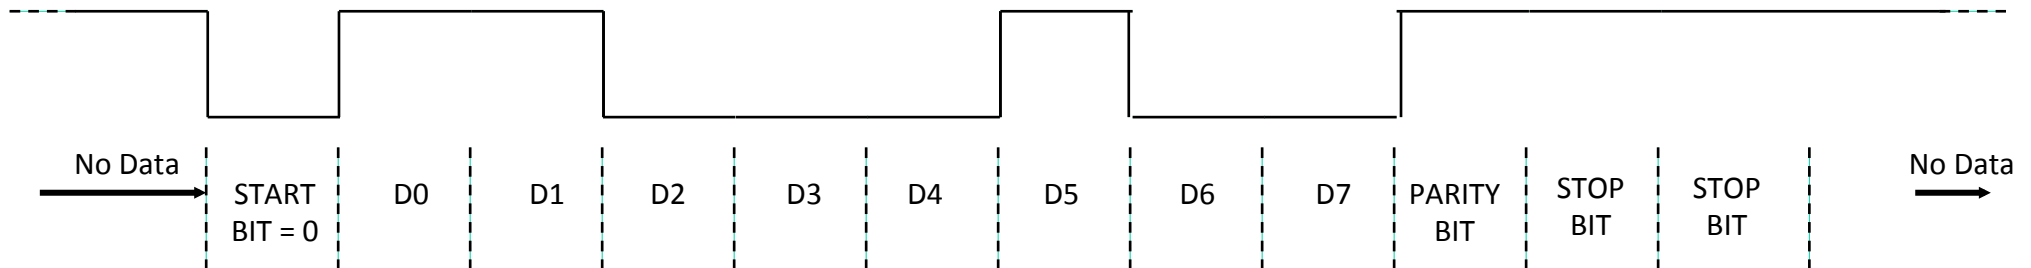 No Data
START
BIT = 0
D0
D1
D2
D3
D4
D5
D6
D7
PARITY
BIT
STOP
BIT
STOP
BIT
No Data